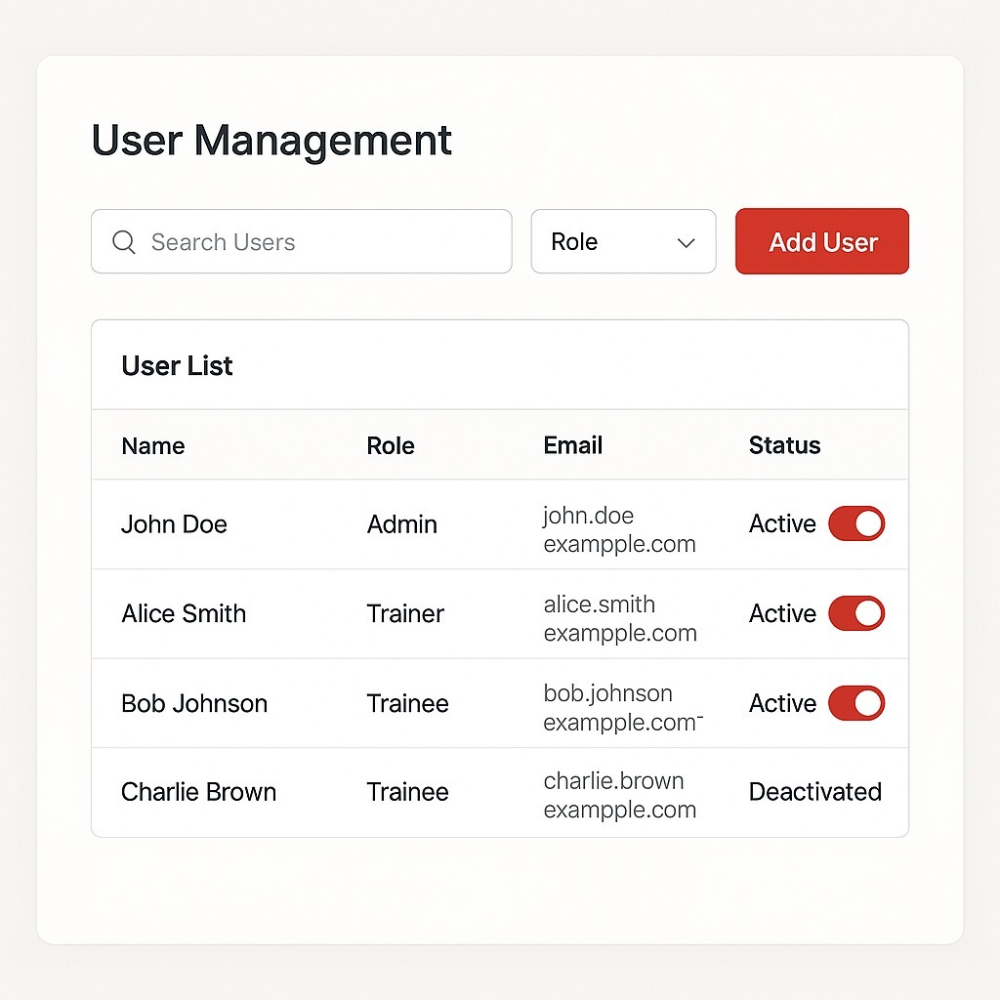 User Management
Search Users
Role
Add User
User List
Name Role Email Status
John Doe Admin john.doe Active
exampple.com
Alice Smith Trainer alice.smith Active
exampple.com
Bob Johnson Trainee bob.johnson Active
exampple.com-
Charlie Brown Trainee charlie.brown Deactivated
exampple.com